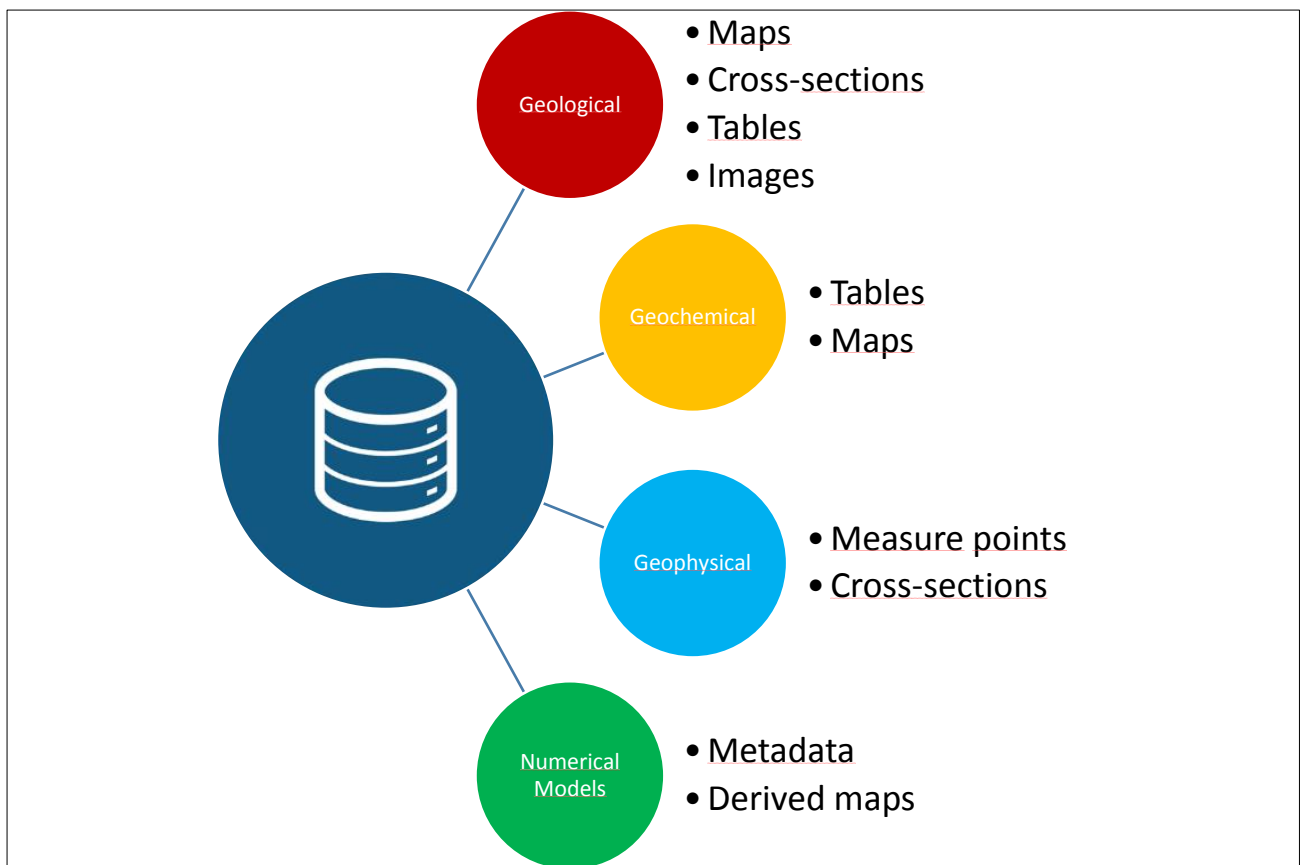 Geological
• Maps
• Cross-sections
• Tables
• Images
Geochemical
• Tables
• Maps
Geophysical
• Measure points
• Cross-sections
Numerical
Models
• Metadata
• Derived maps